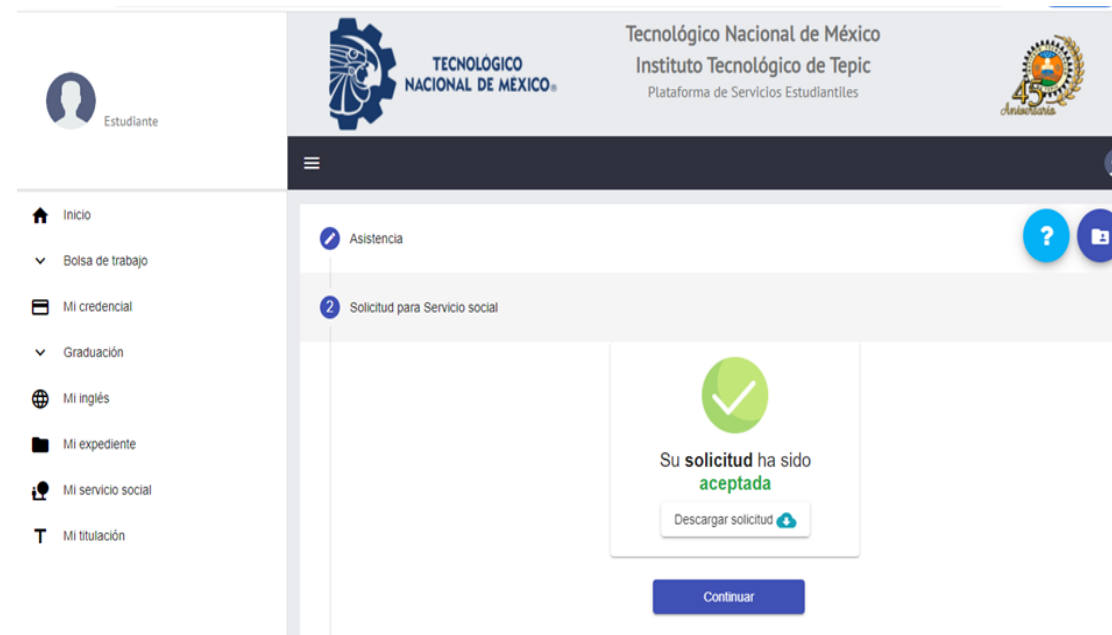 Estudiante
Inicio
Bolsa de trabajo
Mi credencial
Graduación
Mi inglés
Mi expediente
Mi servicio social
T Mi titulación
TECNOLÓGICO
NACIONAL DE MÉXICO®
Tecnológico Nacional de México
Instituto Tecnológico de Tepic
Plataforma de Servicios Estudiantiles
45
Aniversario
Asistencia
?
2 Solicitud para Servicio social
Su solicitud ha sido
aceptada
Descargar solicitud
Continuar